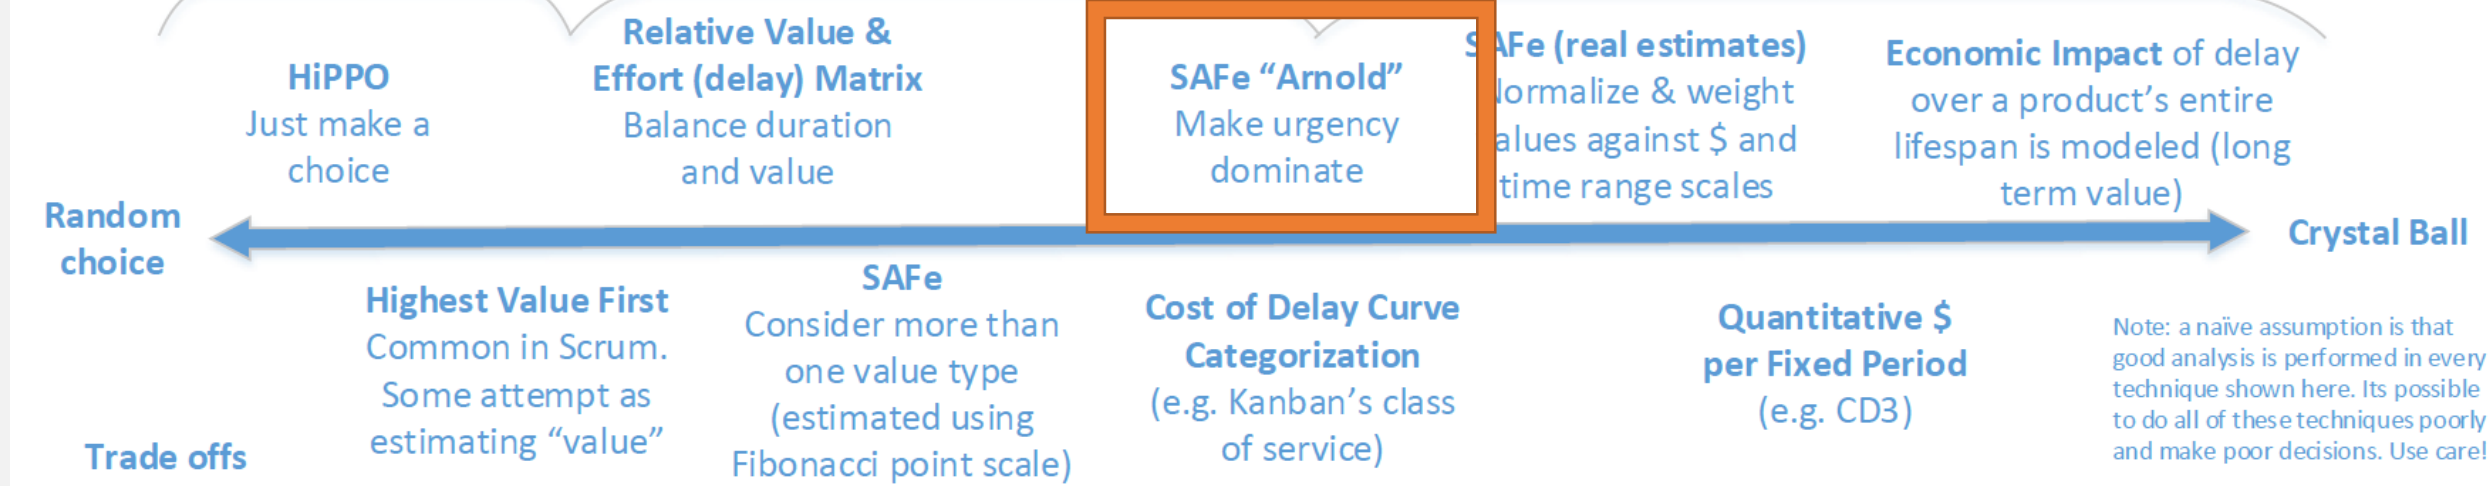 HiPPO
Just make a
choice
Relative Value &
Effort (delay) Matrix
Balance duration
and value
SAFe “Arnold”
Make urgency
dominate
SAFe (real estimates)
Normalize & weight
values against $ and
time range scales
Economic Impact of delay
over a product’s entire
lifespan is modeled (long
term value)
Random
choice
Crystal Ball
Highest Value First
Common in Scrum.
Some attempt as
estimating “value”
SAFe
Consider more than
one value type
(estimated using
Fibonacci point scale)
Cost of Delay Curve
Categorization
(e.g. Kanban’s class
of service)
Quantitative $
per Fixed Period
(e.g. CD3)
Note: a naïve assumption is that
good analysis is performed in every
technique shown here. Its possible
to do all of these techniques poorly
and make poor decisions. Use care!
Trade offs